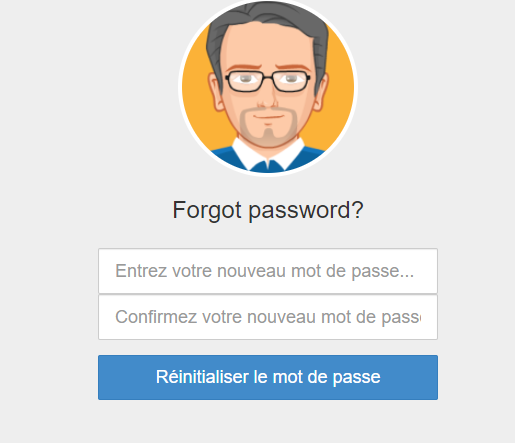 Forgot password?
Entrez votre nouveau mot de passe...
Confirmez votre nouveau mot de pass
Réinitialiser le mot de passe